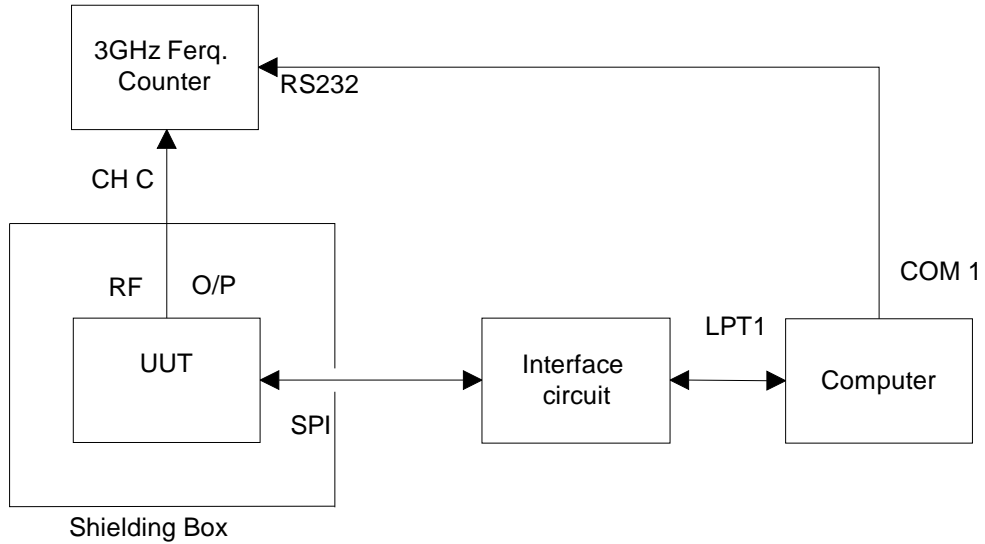 3GHz Ferq.
Counter
RS232
CH C
RF O/P
COM 1
LPT1
UUT
Interface
circuit
Computer
SPI
Shielding Box